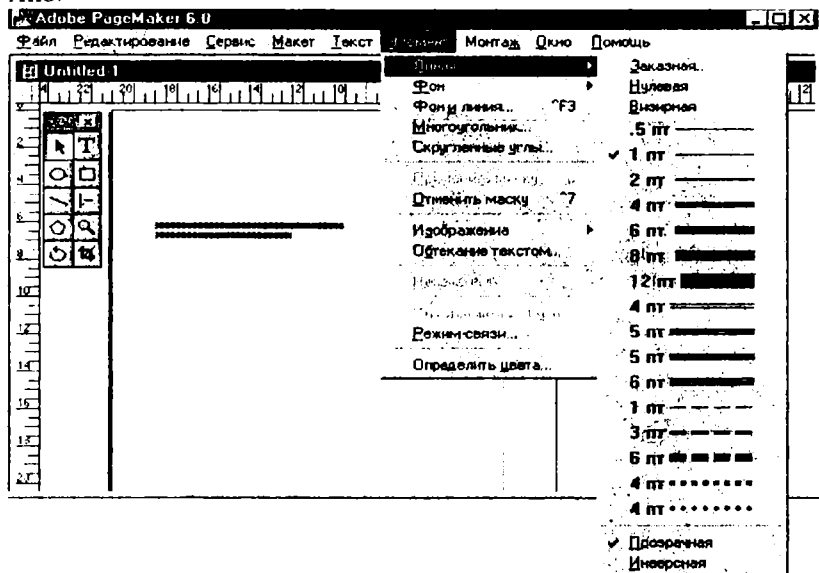 Adobe PageMaker 6.0
Файл Редактирование Сервис Макет Текст Элемент Монтаж Окно Помощь
Untitled-1
Линия
Фон
Фон и линия... ^F3
Многоугольник...
Скругленные углы...
Отменить маску ^7
Изображение
Обтекание текстом...
Режим связи...
Определить цвета...
Заказная...
Нулевая
Визирная
.5 пт
✓ 1 пт
2 пт
4 пт
6 пт
8 пт
12 пт
4 пт
5 пт
5 пт
6 пт
1 пт
3 пт
6 пт
4 пт
4 пт
✓ Прозрачная
Инверсная